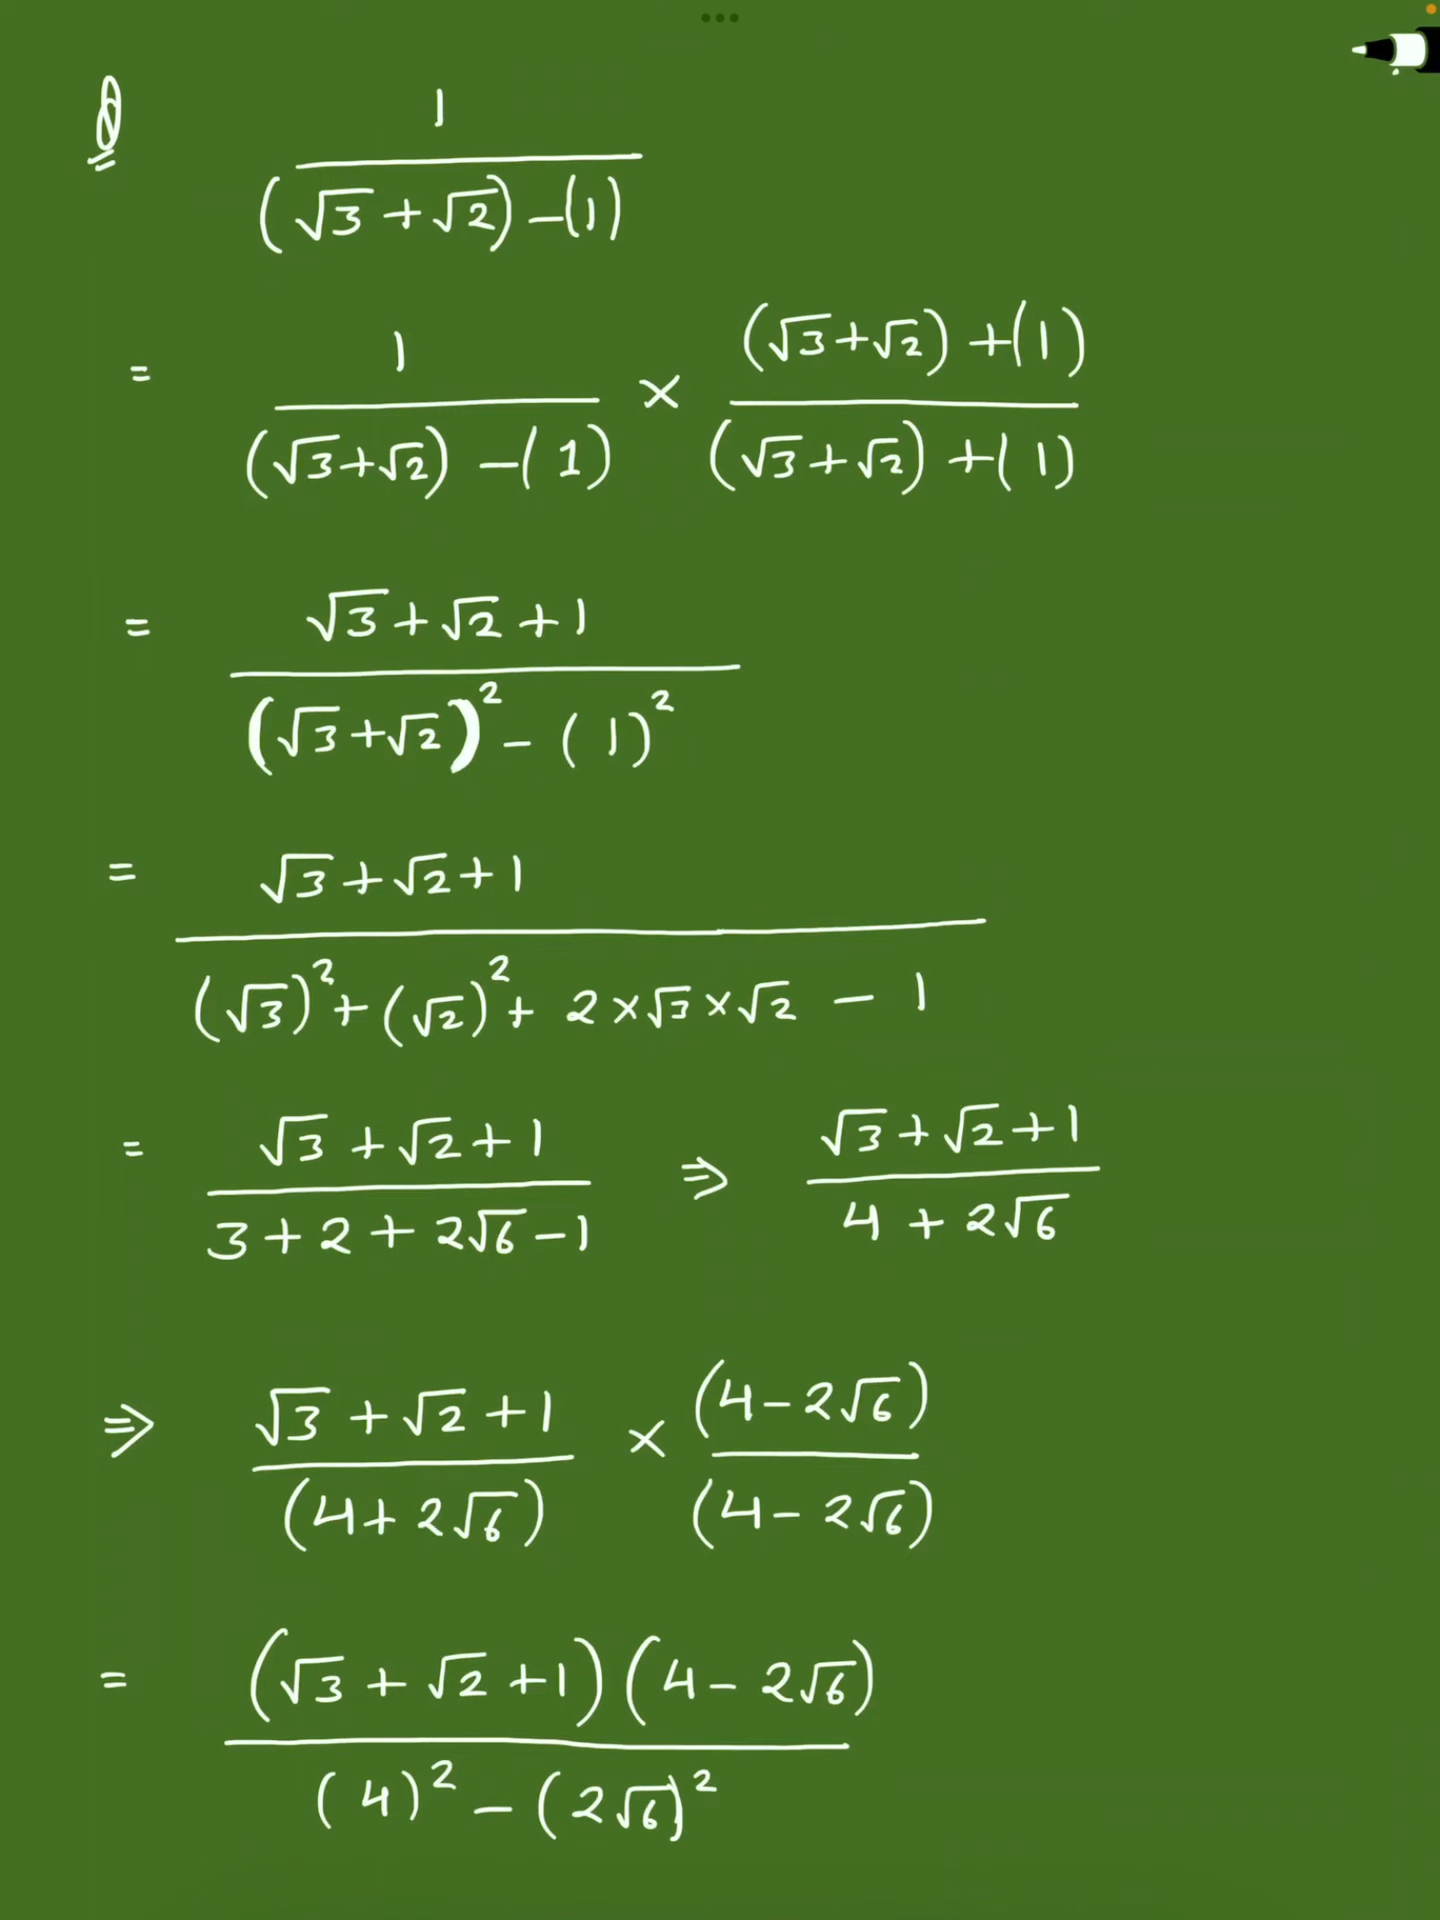 Q 1 / (√3 + √2) - (1)
= 1 / (√3+√2) - (1) × (√3+√2) + (1) / (√3+√2) + (1)
= √3 + √2 + 1 / (√3+√2)² - (1)²
= √3 + √2 + 1 / (√3)² + (√2)² + 2×√3×√2 - 1
= √3 + √2 + 1 / 3 + 2 + 2√6 - 1 ⇒ √3 + √2 + 1 / 4 + 2√6
⇒ √3 + √2 + 1 / (4 + 2√6) × (4 - 2√6) / (4 - 2√6)
= (√3 + √2 + 1) (4 - 2√6) / (4)² - (2√6)²